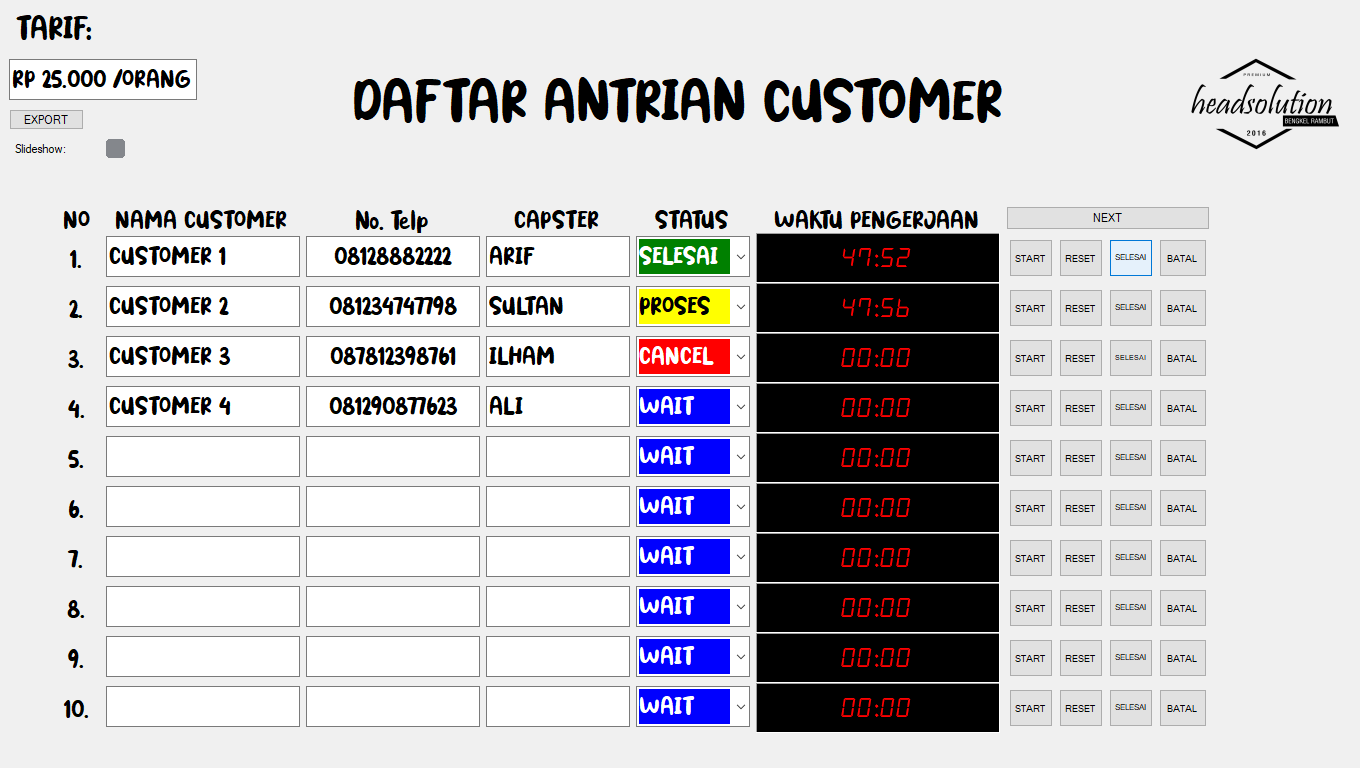 TARIF:
RP 25.000 /ORANG
EXPORT
Slideshow:
DAFTAR ANTRIAN CUSTOMER
PREMIUM
headsolution
BENGKEL RAMBUT
2016
NO NAMA CUSTOMER No. Telp CAPSTER STATUS WAKTU PENGERJAAN NEXT
1. CUSTOMER 1 08128882222 ARIF SELESAI 47:52 START RESET SELESAI BATAL
2. CUSTOMER 2 081234747798 SULTAN PROSES 47:56 START RESET SELESAI BATAL
3. CUSTOMER 3 087812398761 ILHAM CANCEL 00:00 START RESET SELESAI BATAL
4. CUSTOMER 4 081290877623 ALI WAIT 00:00 START RESET SELESAI BATAL
5. WAIT 00:00 START RESET SELESAI BATAL
6. WAIT 00:00 START RESET SELESAI BATAL
7. WAIT 00:00 START RESET SELESAI BATAL
8. WAIT 00:00 START RESET SELESAI BATAL
9. WAIT 00:00 START RESET SELESAI BATAL
10. WAIT 00:00 START RESET SELESAI BATAL